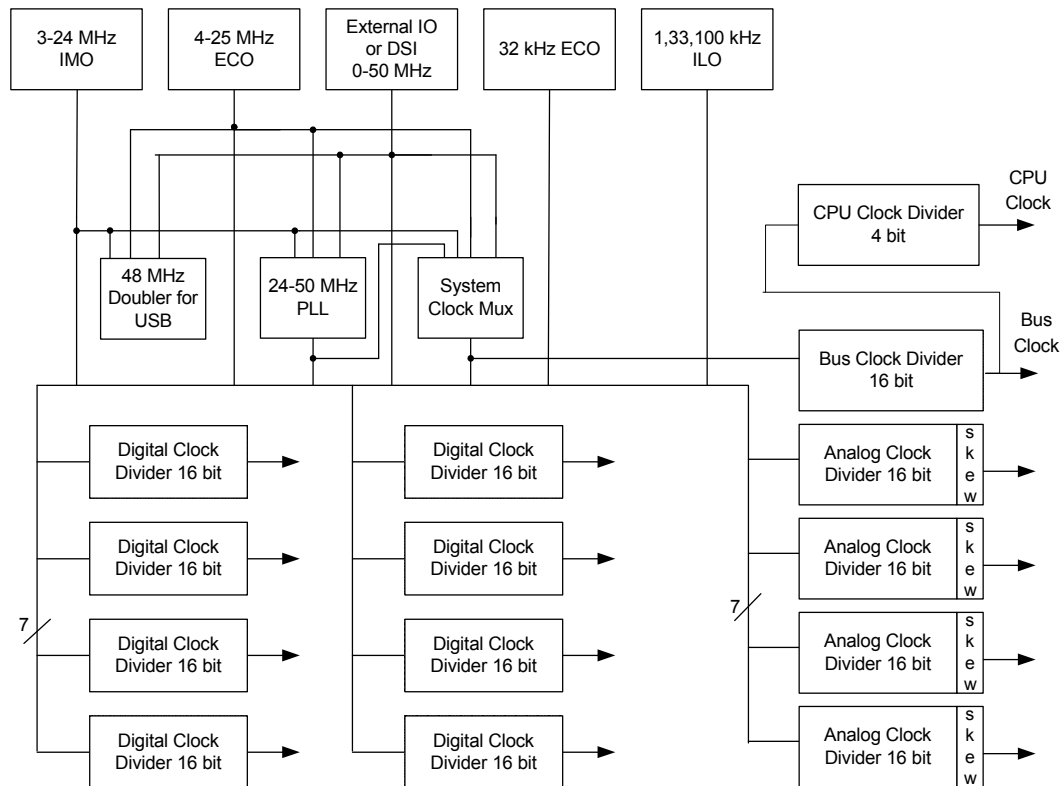 3-24 MHz
IMO
4-25 MHz
ECO
External IO
or DSI
0-50 MHz
32 kHz ECO
1,33,100 kHz
ILO
CPU
Clock
CPU Clock Divider
4 bit
48 MHz
Doubler for
USB
24-50 MHz
PLL
System
Clock Mux
Bus
Clock
Bus Clock Divider
16 bit
Digital Clock
Divider 16 bit
Digital Clock
Divider 16 bit
Analog Clock
Divider 16 bit
s
k
e
w
Digital Clock
Divider 16 bit
Digital Clock
Divider 16 bit
Analog Clock
Divider 16 bit
s
k
e
w
7
7
Digital Clock
Divider 16 bit
Digital Clock
Divider 16 bit
Analog Clock
Divider 16 bit
s
k
e
w
Digital Clock
Divider 16 bit
Digital Clock
Divider 16 bit
Analog Clock
Divider 16 bit
s
k
e
w